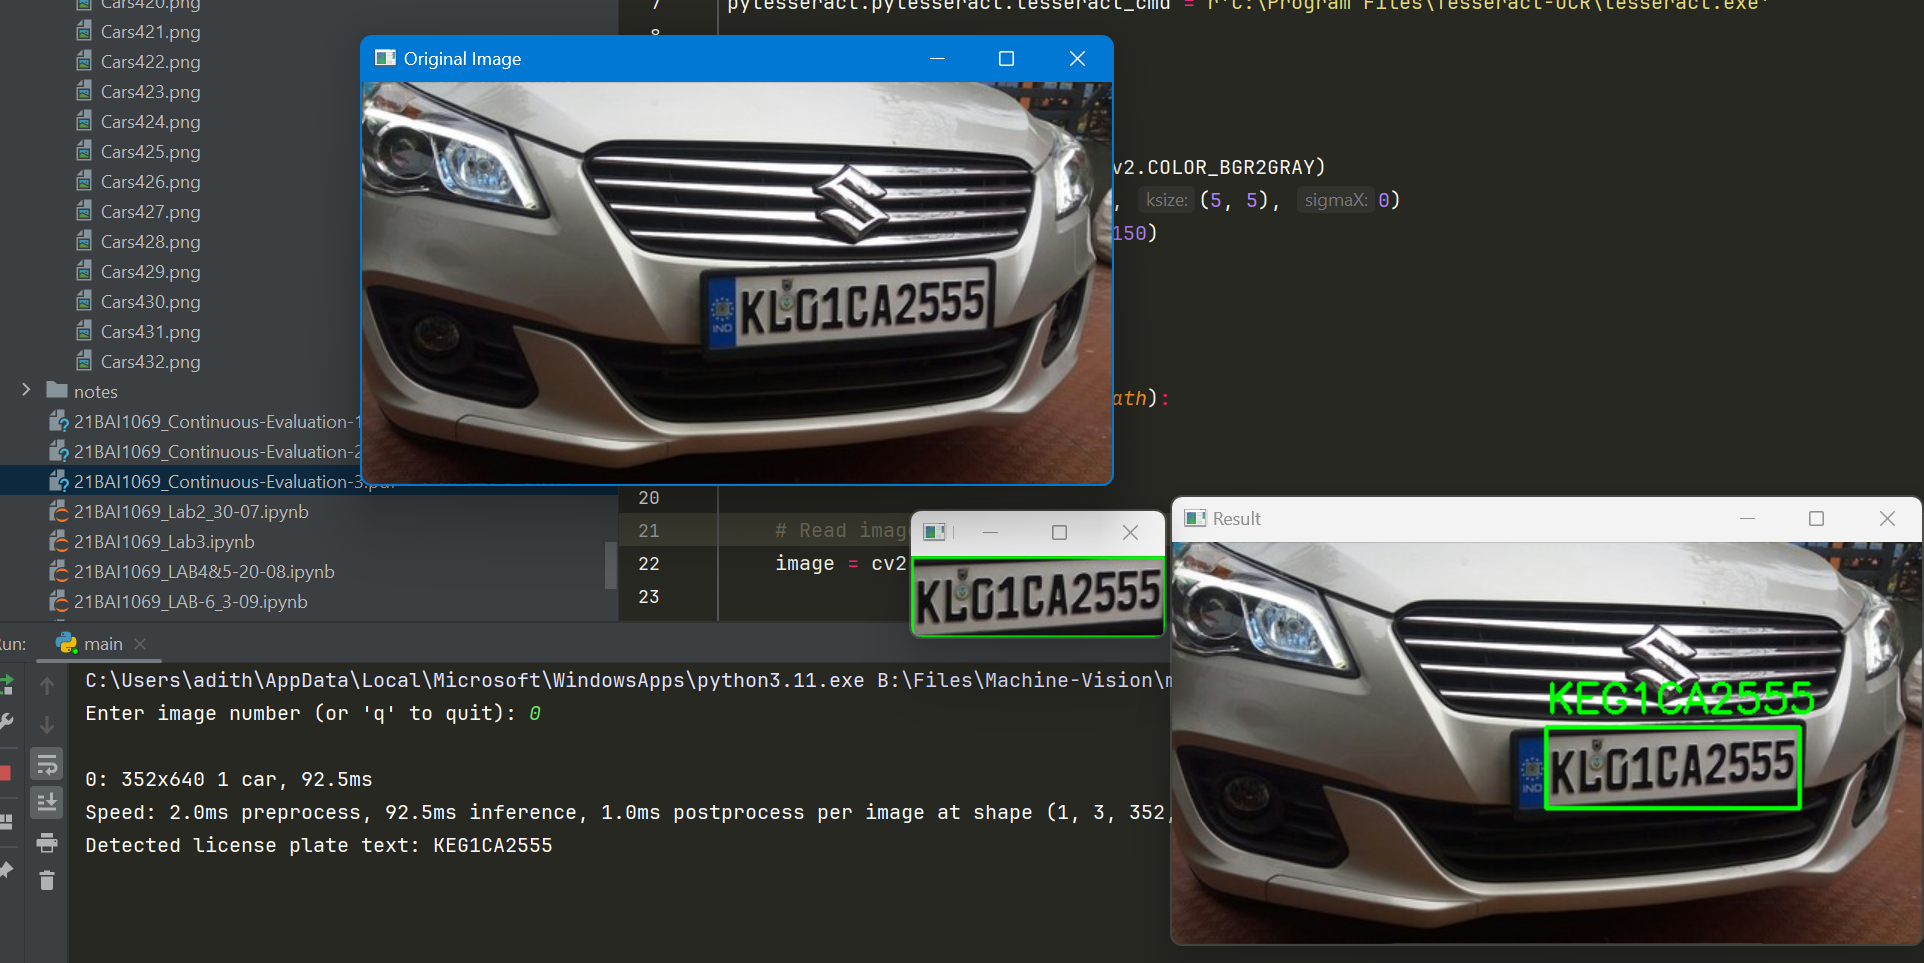 Cars420.png
Cars421.png
Cars422.png
Cars423.png
Cars424.png
Cars425.png
Cars426.png
Cars427.png
Cars428.png
Cars429.png
Cars430.png
Cars431.png
Cars432.png
notes
21BAI1069_Continuous-Evaluation-1
21BAI1069_Continuous-Evaluation-2
21BAI1069_Continuous-Evaluation-3.pdf
21BAI1069_Lab2_30-07.ipynb
21BAI1069_Lab3.ipynb
21BAI1069_LAB4&5-20-08.ipynb
21BAI1069_LAB-6_3-09.ipynb
7 pytesseract.pytesseract.tesseract_cmd = r'C:\Program Files\Tesseract-OCR\tesseract.exe'
8
v2.COLOR_BGR2GRAY)
, ksize: (5, 5), sigmaX: 0)
150)
ath):
20
21 # Read imag
22 image = cv2
23
Original Image
IND
KL01CA2555
KL01CA2555
Result
KEG1CA2555
IND
KL01CA2555
un: main
C:\Users\adith\AppData\Local\Microsoft\WindowsApps\python3.11.exe B:\Files\Machine-Vision\m
Enter image number (or 'q' to quit): 0
0: 352x640 1 car, 92.5ms
Speed: 2.0ms preprocess, 92.5ms inference, 1.0ms postprocess per image at shape (1, 3, 352,
Detected license plate text: KEG1CA2555